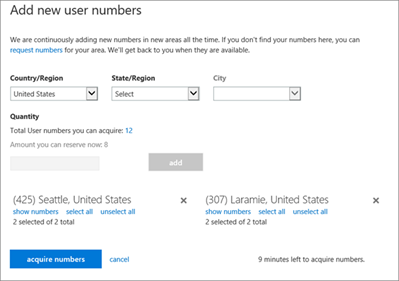 Add new user numbers
We are continuously adding new numbers in new areas all the time. If you don't find your numbers here, you can
request numbers for your area. We'll get back to you when they are available.
Country/Region State/Region City
United States Select
Quantity
Total User numbers you can acquire: 12
Amount you can reserve now: 8
add
(425) Seattle, United States (307) Laramie, United States
show numbers select all unselect all show numbers select all unselect all
2 selected of 2 total 2 selected of 2 total
acquire numbers cancel 9 minutes left to acquire numbers.